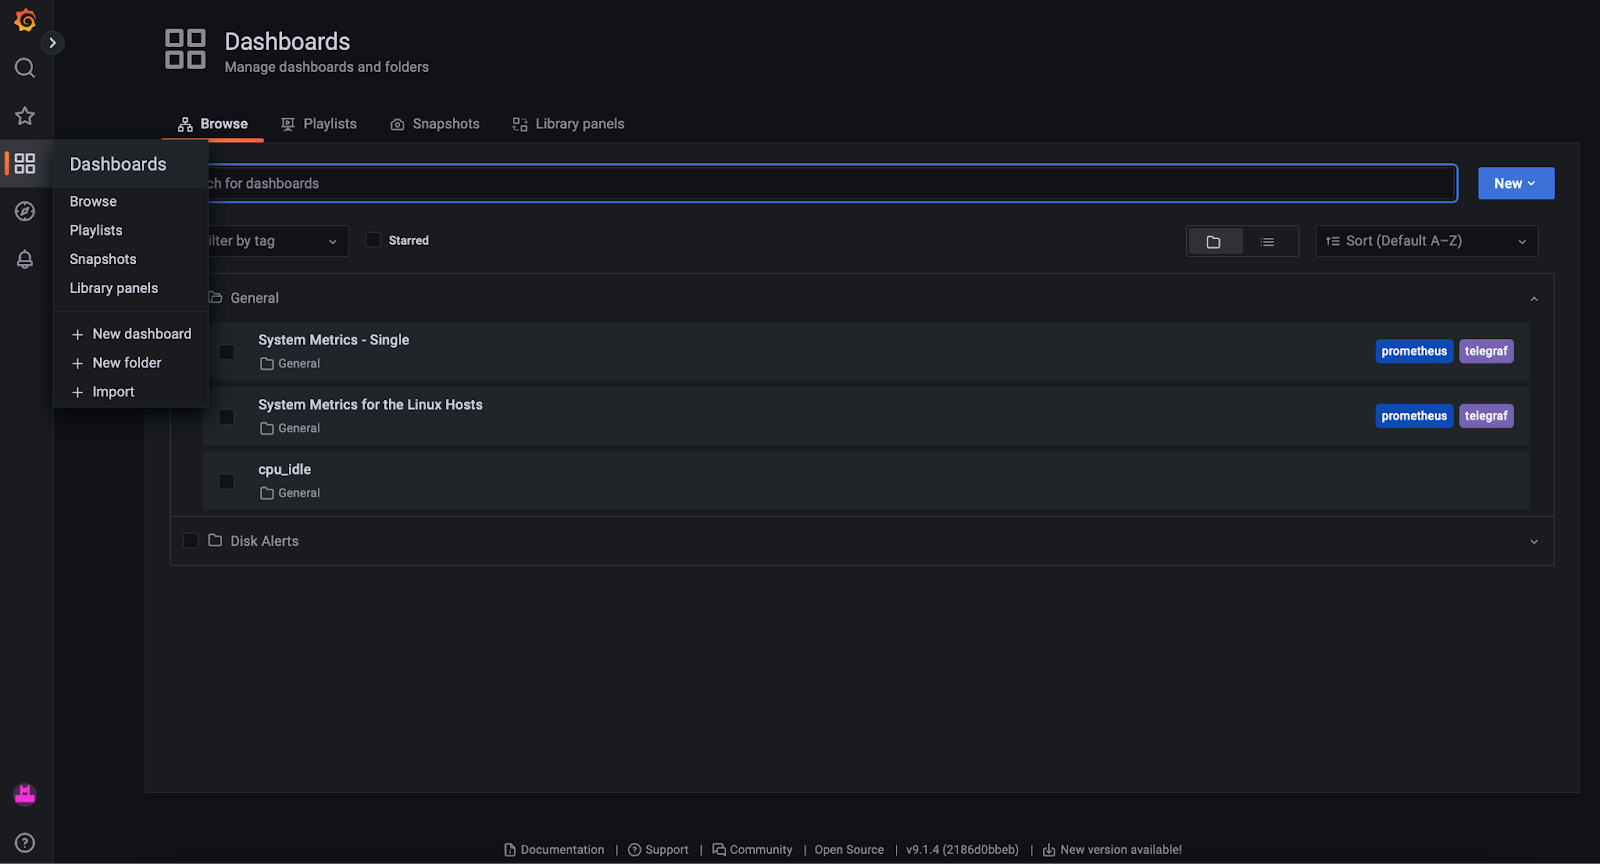 Dashboards
Manage dashboards and folders
Browse Playlists Snapshots Library panels
Dashboards
Browse
Playlists
Snapshots
Library panels
+ New dashboard
+ New folder
+ Import
ch for dashboards
New
ilter by tag
Starred
Sort (Default A–Z)
General
System Metrics - Single
General
prometheus telegraf
System Metrics for the Linux Hosts
General
prometheus telegraf
cpu_idle
General
Disk Alerts
Documentation | Support | Community | Open Source | v9.1.4 (2186d0bbeb) | New version available!